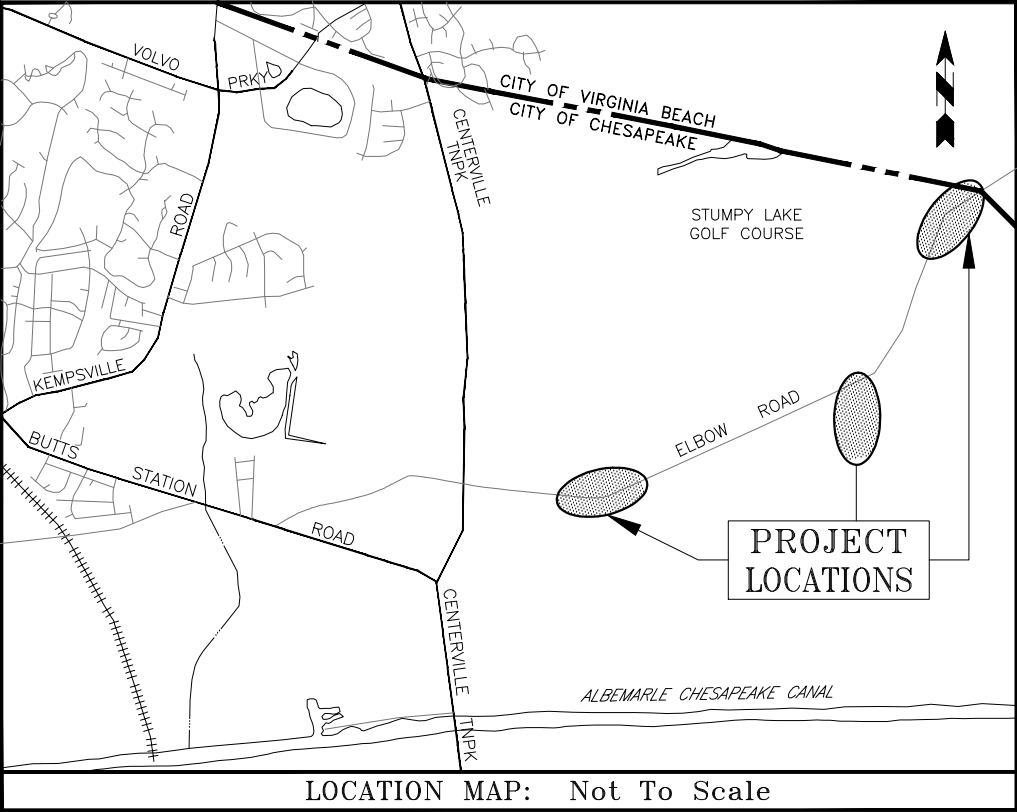 VOLVO
PRKY
CITY OF VIRGINIA BEACH
CITY OF CHESAPEAKE
CENTERVILLE
TNPK
ROAD
STUMPY LAKE
GOLF COURSE
KEMPSVILLE
ELBOW ROAD
BUTTS STATION ROAD
PROJECT
LOCATIONS
CENTERVILLE TNPK
ALBEMARLE CHESAPEAKE CANAL
LOCATION MAP: Not To Scale